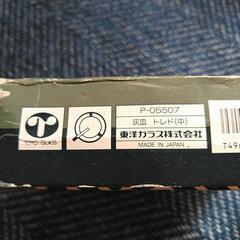 P-05507
灰皿 トレド(中)
東洋ガラス株式会社
MADE IN JAPAN
TOYO GLASS
T49